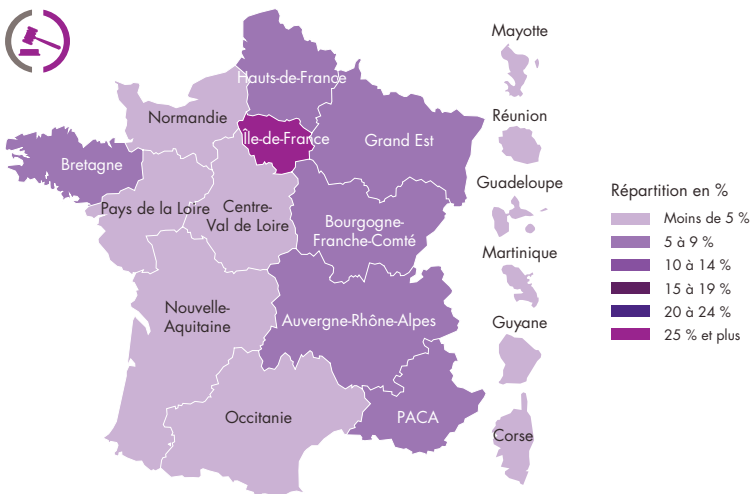 Mayotte
Hauts-de-France
Normandie
Réunion
Île-de-France
Grand Est
Bretagne
Guadeloupe
Pays de la Loire
Centre-
Val de Loire
Bourgogne-
Franche-Comté
Martinique
Nouvelle-
Aquitaine
Auvergne-Rhône-Alpes
Guyane
Occitanie
PACA
Corse
Répartition en %
Moins de 5 %
5 à 9 %
10 à 14 %
15 à 19 %
20 à 24 %
25 % et plus